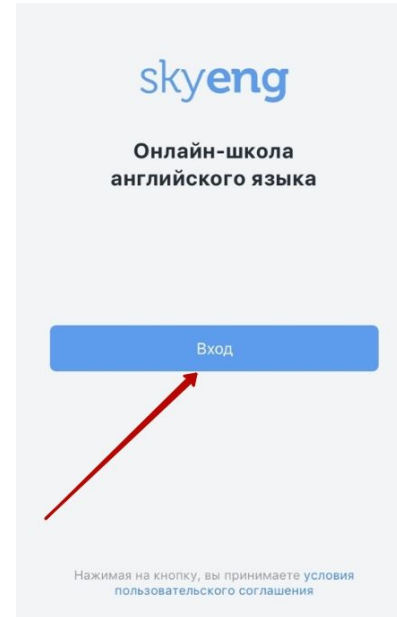 skyeng
Онлайн-школа
английского языка
Вход
Нажимая на кнопку, вы принимаете условия
пользовательского соглашения